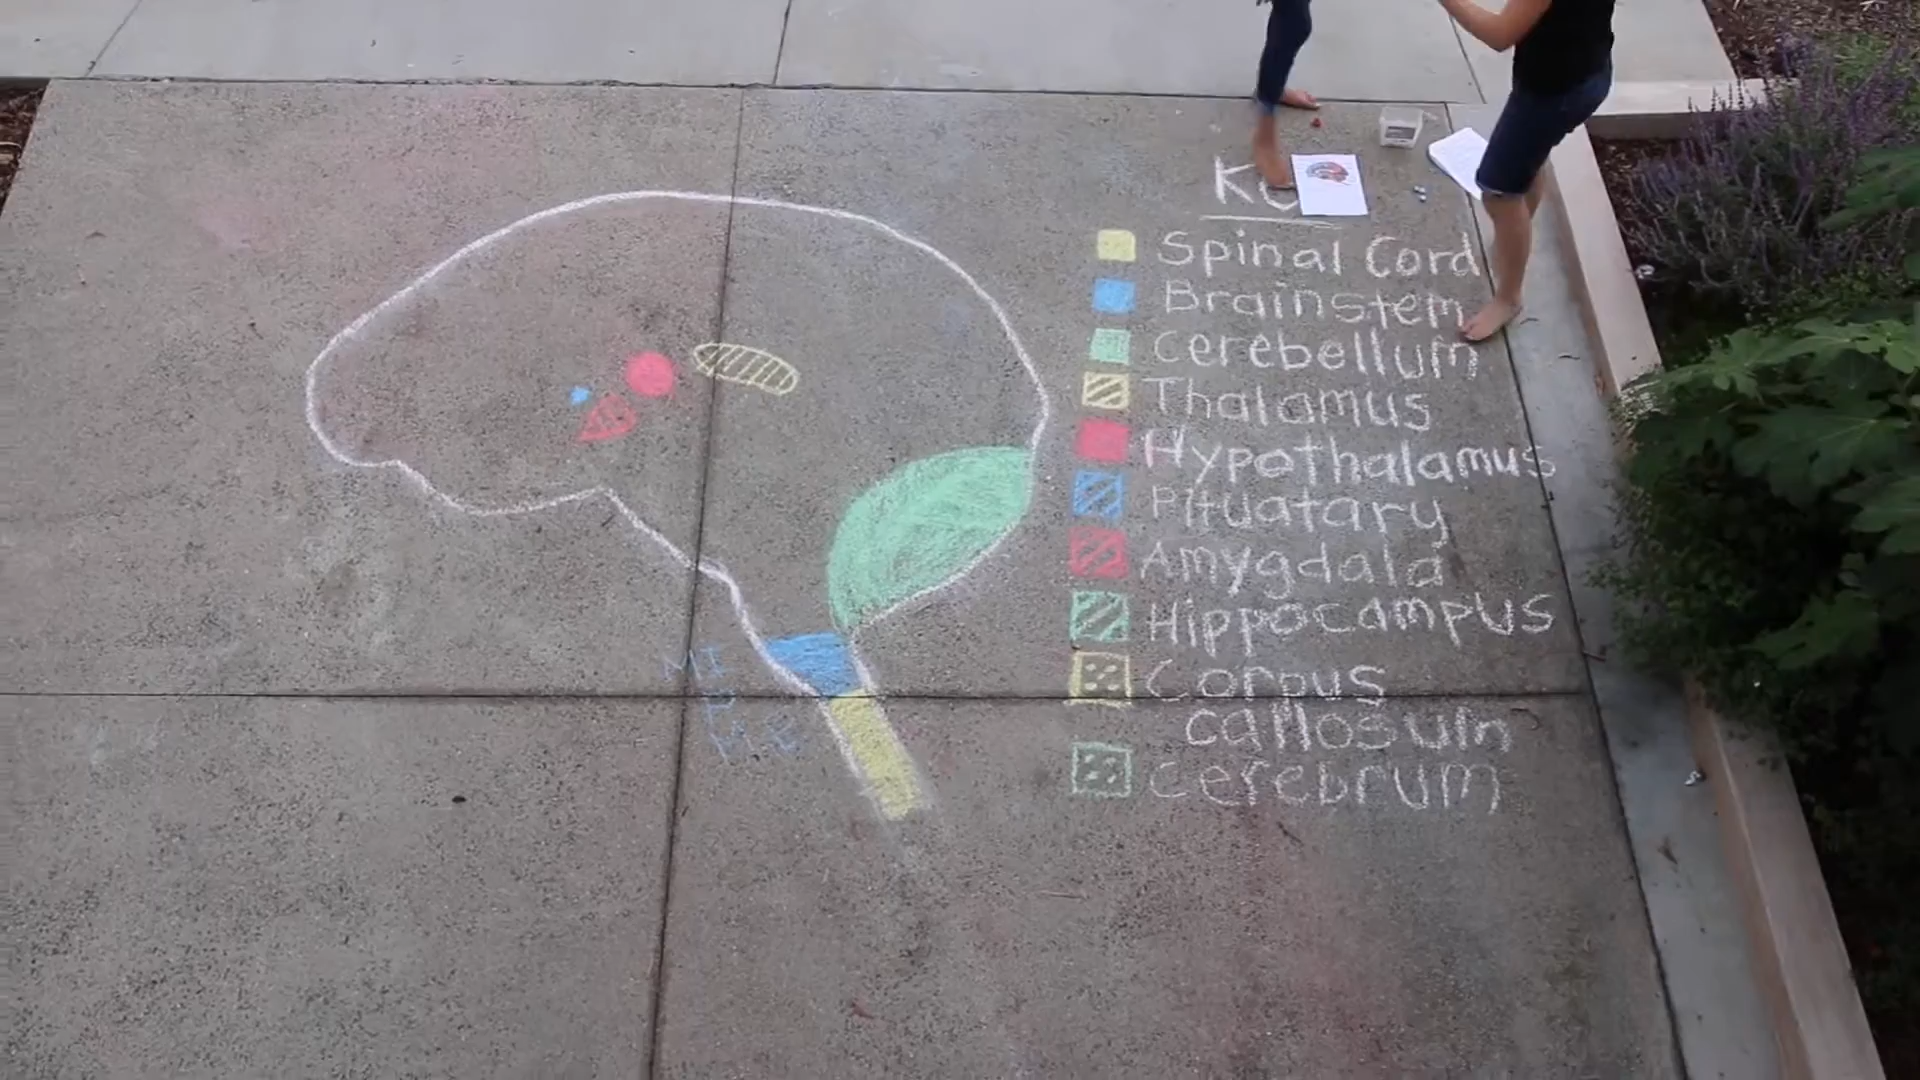 Spinal Cord
Brainstem
Cerebellum
Thalamus
Hypothalamus
Pituatary
Amygdala
Hippocampus
Corpus
Callosum
Cerebrum